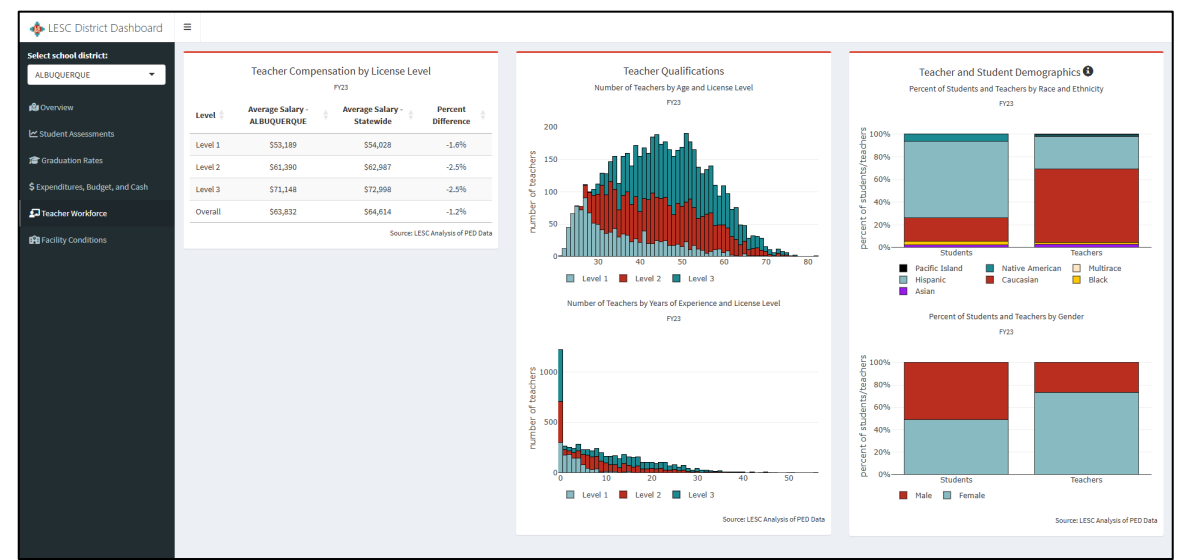 LESC District Dashboard
Select school district:
ALBUQUERQUE
Overview
Student Assessments
Graduation Rates
$ Expenditures, Budget, and Cash
Teacher Workforce
Facility Conditions
Teacher Compensation by License Level
FY23
Level Average Salary - ALBUQUERQUE Average Salary - Statewide Percent Difference
Level 1 $53,189 $54,028 -1.6%
Level 2 $61,390 $62,987 -2.5%
Level 3 $71,148 $72,998 -2.5%
Overall $63,832 $64,614 -1.2%
Source: LESC Analysis of PED Data
Teacher Qualifications
Number of Teachers by Age and License Level
FY23
number of teachers
200
150
100
50
0
30 40 50 60 70 80
Level 1 Level 2 Level 3
Number of Teachers by Years of Experience and License Level
FY23
number of teachers
1000
500
0
0 10 20 30 40 50
Level 1 Level 2 Level 3
Source: LESC Analysis of PED Data
Teacher and Student Demographics
Percent of Students and Teachers by Race and Ethnicity
FY23
percent of students/teachers
100%
80%
60%
40%
20%
0%
Students Teachers
Pacific Island Native American Multirace
Hispanic Caucasian Black
Asian
Percent of Students and Teachers by Gender
FY23
percent of students/teachers
100%
80%
60%
40%
20%
0%
Students Teachers
Male Female
Source: LESC Analysis of PED Data